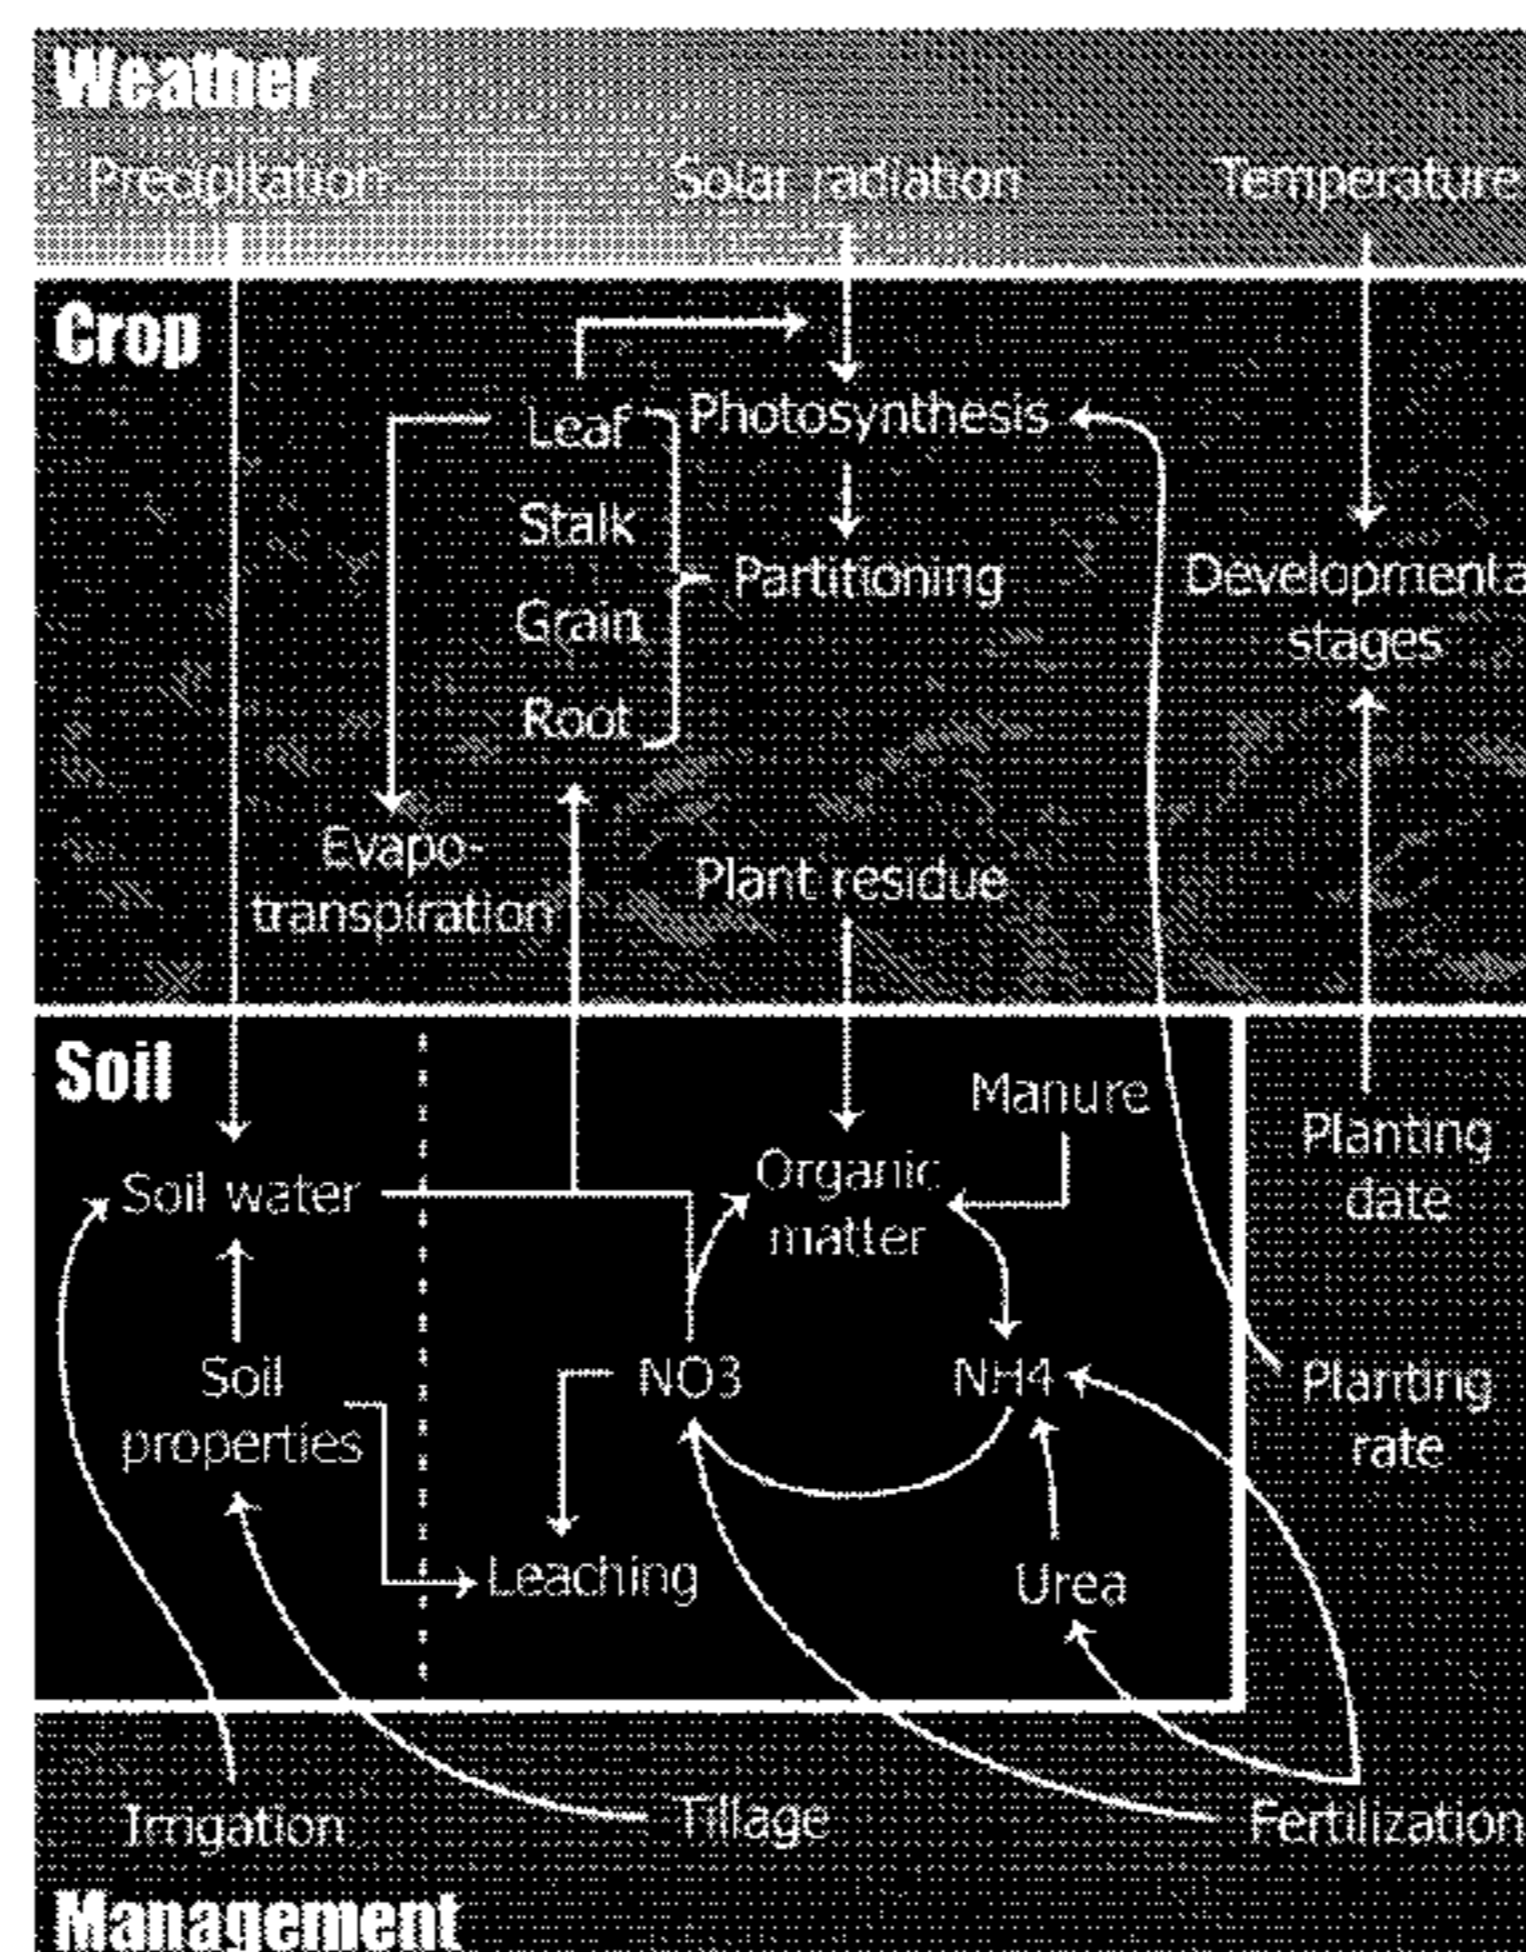 Weather
Precipitation
Solar radiation
Temperature
Crop
Leaf
Photosynthesis
Stalk
Partitioning
Grain
Root
Developmenta
stages
Evapo-
transpiration
Plant residue
Soil
Manure
Planting
date
Soil water
Organic
matter
Soil
properties
NO3
NH4
Planting
rate
Leaching
Urea
Irrigation
Tillage
Fertilization
Management